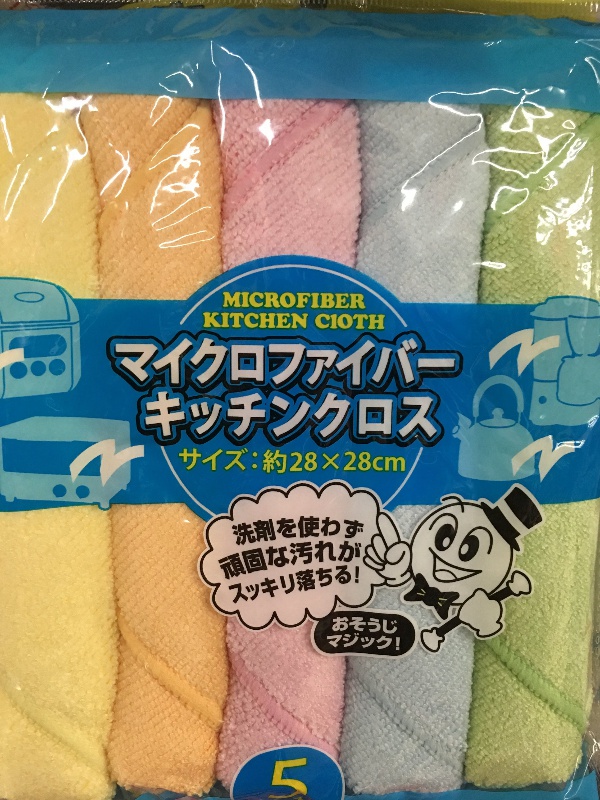 MICROFIBER
KITCHEN C10TH
マイクロファイバー
キッチンクロス
サイズ:約28×28cm
洗剤を使わず
頑固な汚れが
スッキリ落ちる!
おそうじ
マジック!
5